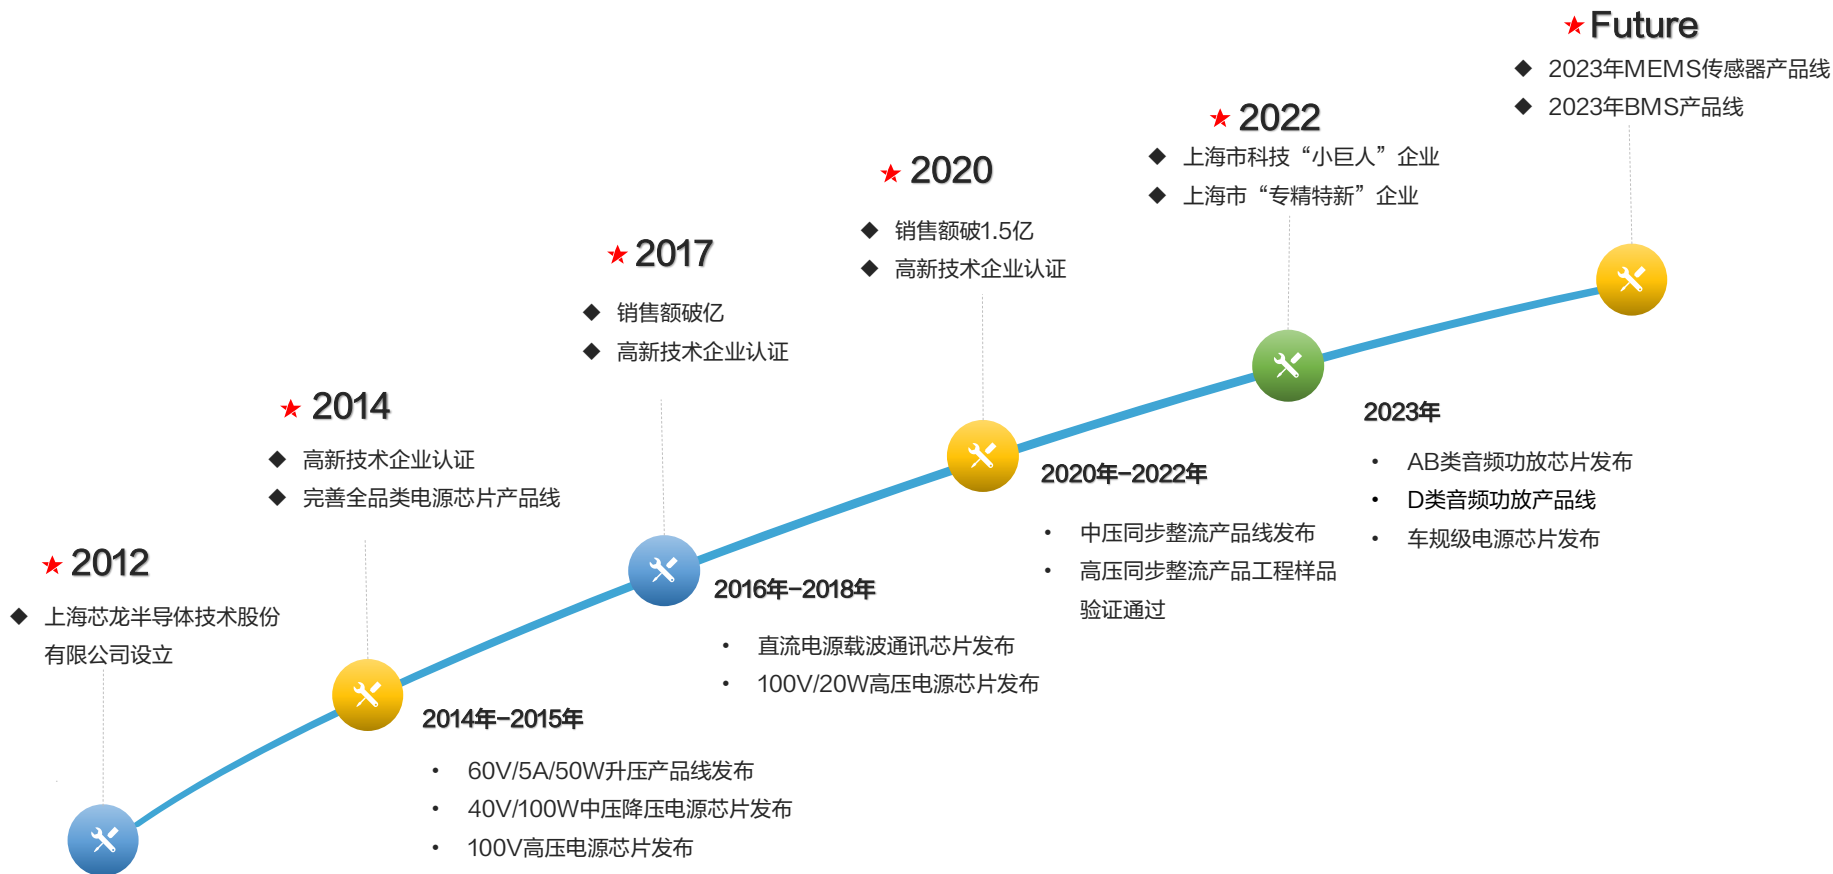 Future
2023年MEMS传感器产品线
2023年BMS产品线
2022
上海市科技“小巨人”企业
上海市“专精特新”企业
2020
销售额破1.5亿
高新技术企业认证
2017
销售额破亿
高新技术企业认证
2014
高新技术企业认证
完善全品类电源芯片产品线
2012
上海芯龙半导体技术股份
有限公司设立
2014年-2015年
60V/5A/50W升压产品线发布
40V/100W中压降压电源芯片发布
100V高压电源芯片发布
2016年-2018年
直流电源载波通讯芯片发布
100V/20W高压电源芯片发布
2020年-2022年
中压同步整流产品线发布
高压同步整流产品工程样品
验证通过
2023年
AB类音频功放芯片发布
D类音频功放产品线
车规级电源芯片发布